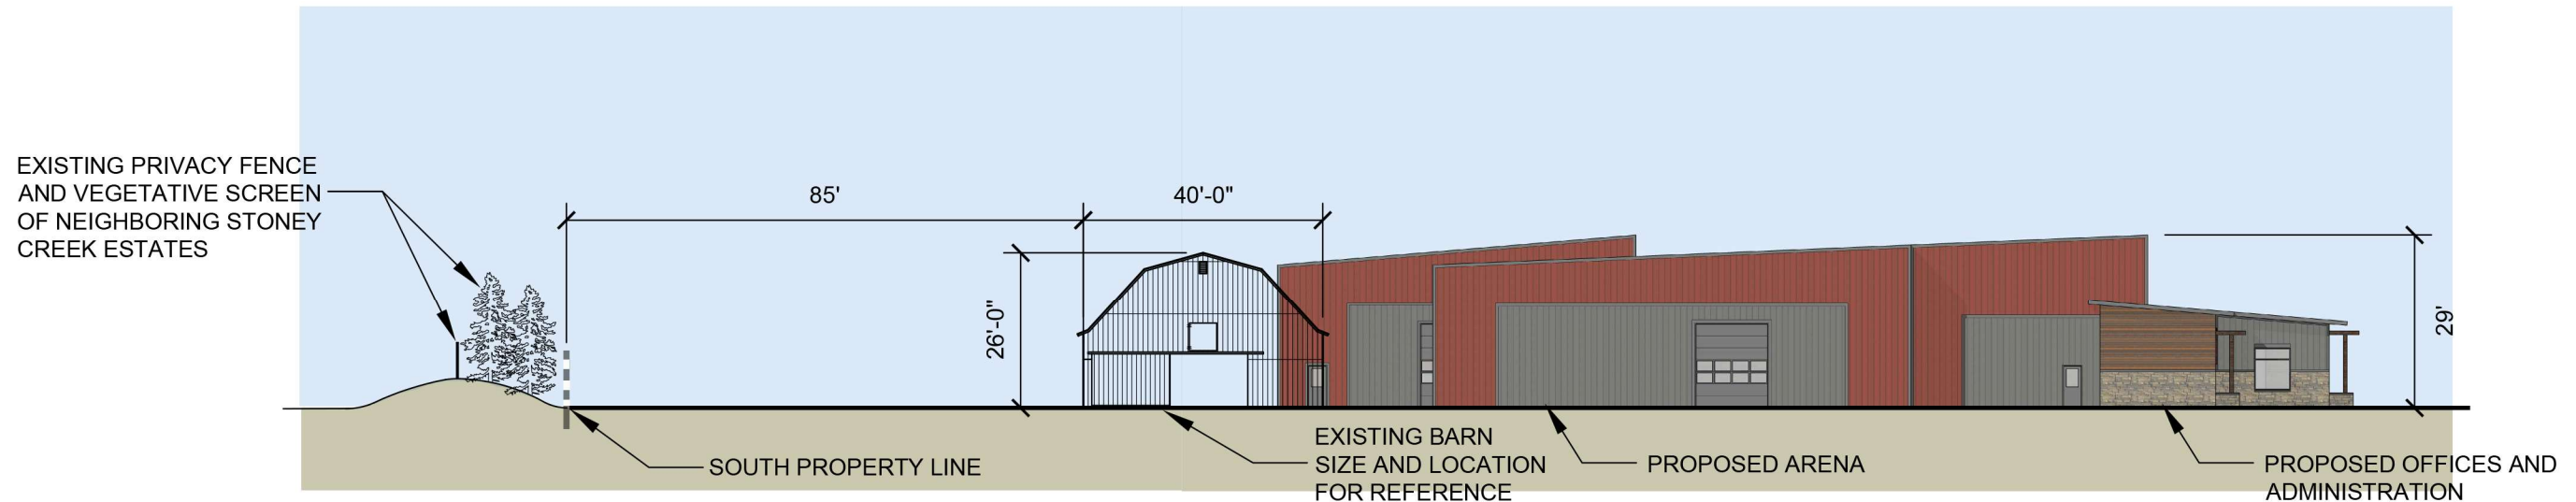 EXISTING PRIVACY FENCE
AND VEGETATIVE SCREEN
OF NEIGHBORING STONEY
CREEK ESTATES
85'
40'-0"
26'-0"
29'
SOUTH PROPERTY LINE
EXISTING BARN
SIZE AND LOCATION
FOR REFERENCE
PROPOSED ARENA
PROPOSED OFFICES AND
ADMINISTRATION